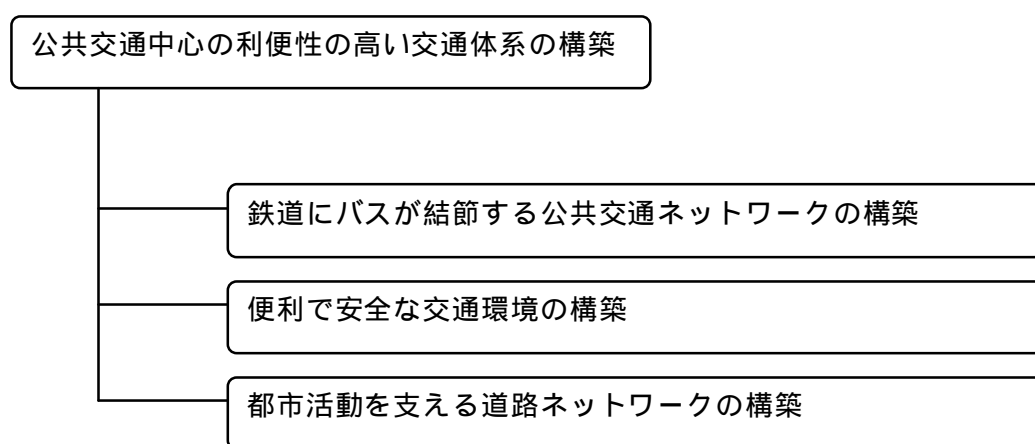 公共交通中心の利便性の高い交通体系の構築
鉄道にバスが結節する公共交通ネットワークの構築
便利で安全な交通環境の構築
都市活動を支える道路ネットワークの構築